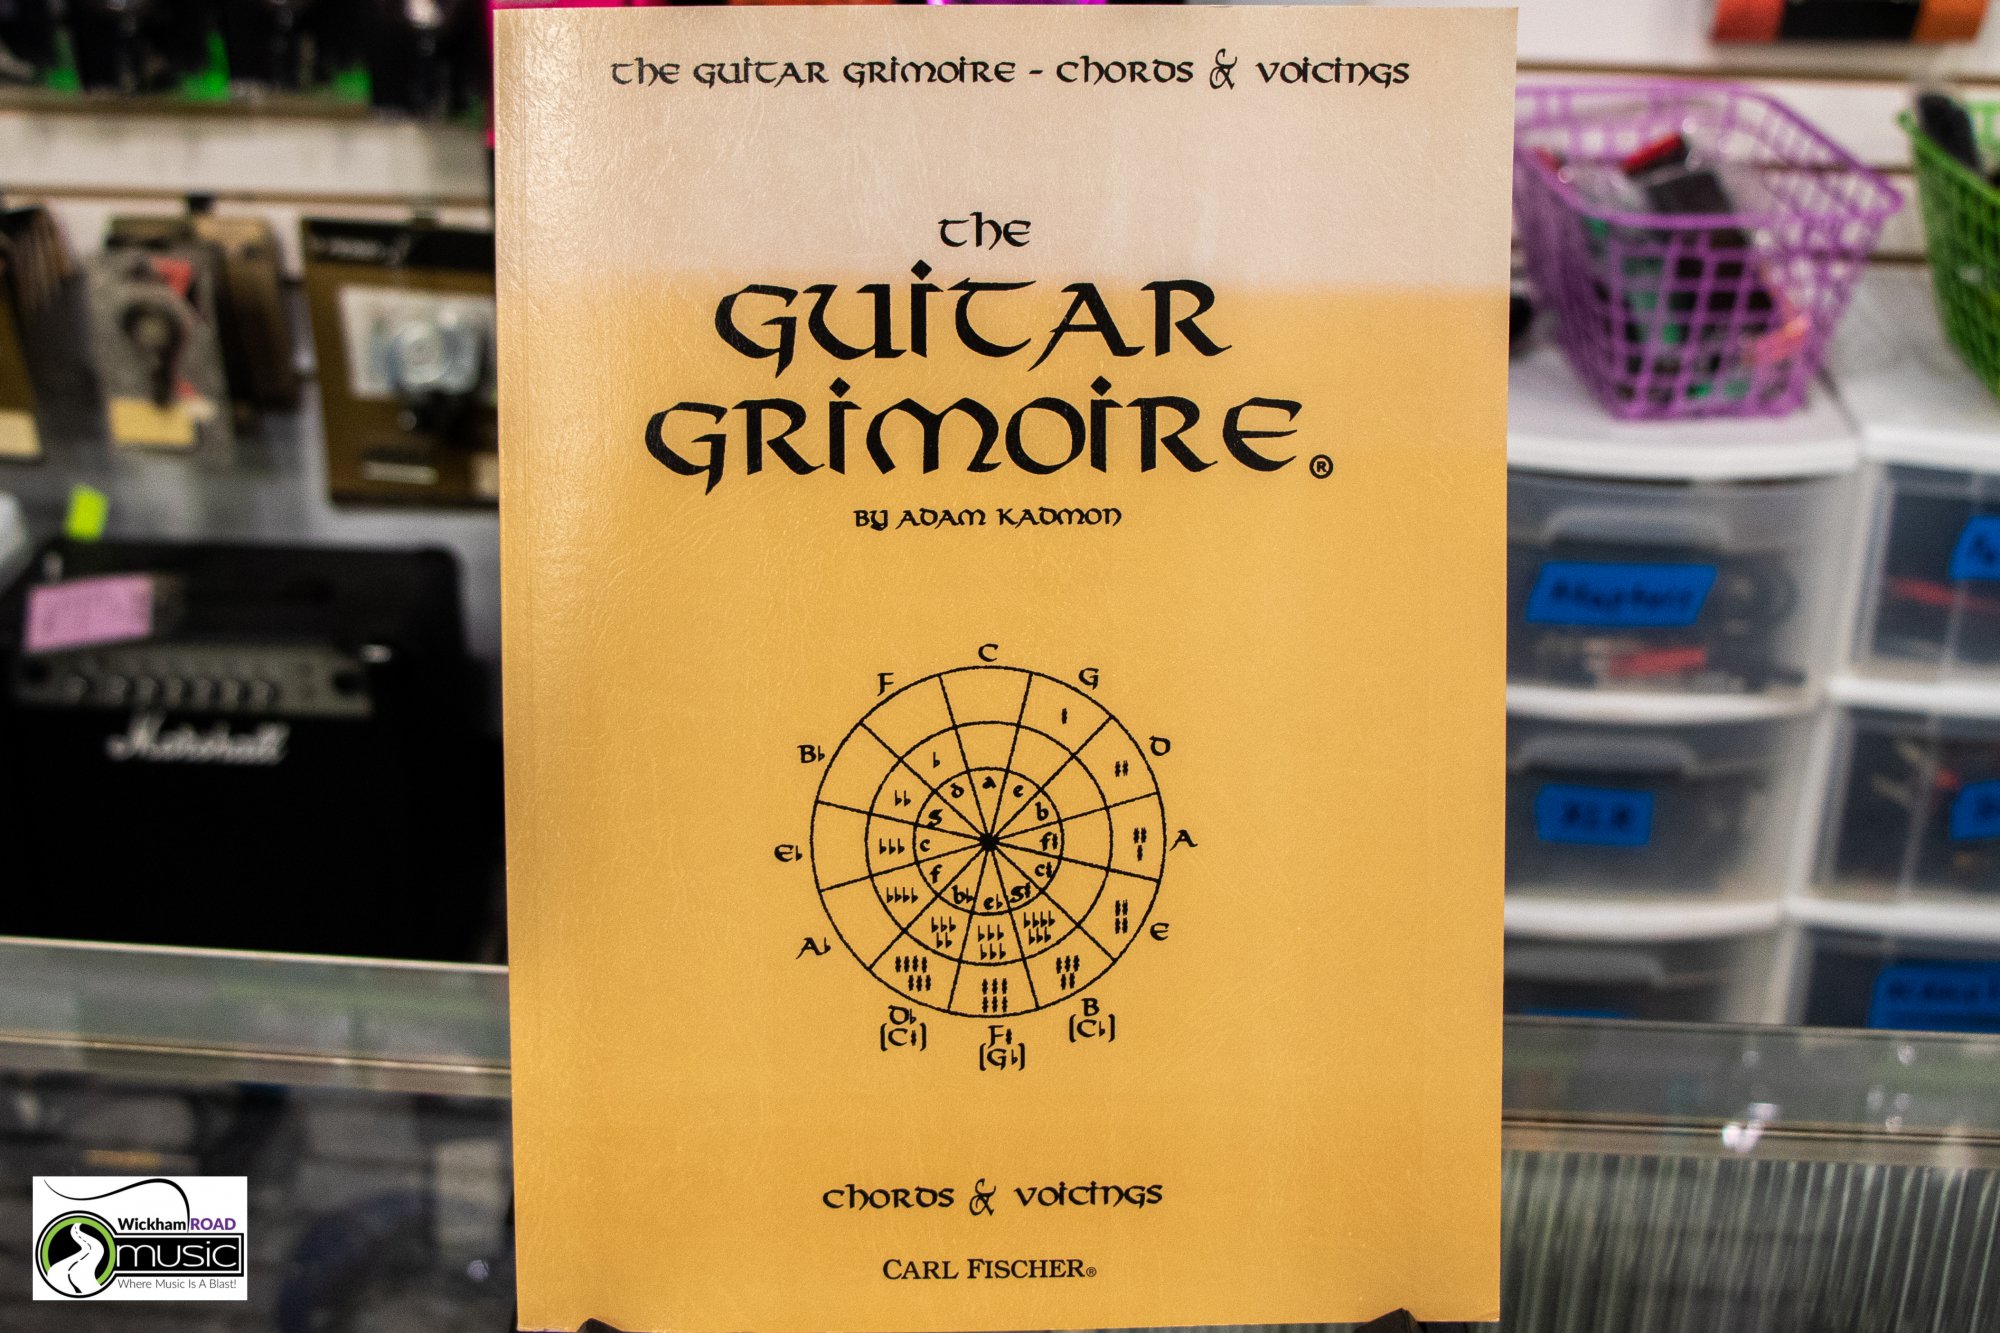 the guitar grimoire - chords & voicings
the
guitar
grimoire®
by adam kadmon
C
F
G
B♭
D
E♭
A
A♭
E
D♭
[C♯]
F♯
[G♭]
B
[C♭]
a
e
b
f♯
c♯
g♯
e♭
b♭
f
c
g
d
chords & voicings
CARL FISCHER®
Marshall
XLR
Wickham ROAD
music
Where Music Is A Blast!